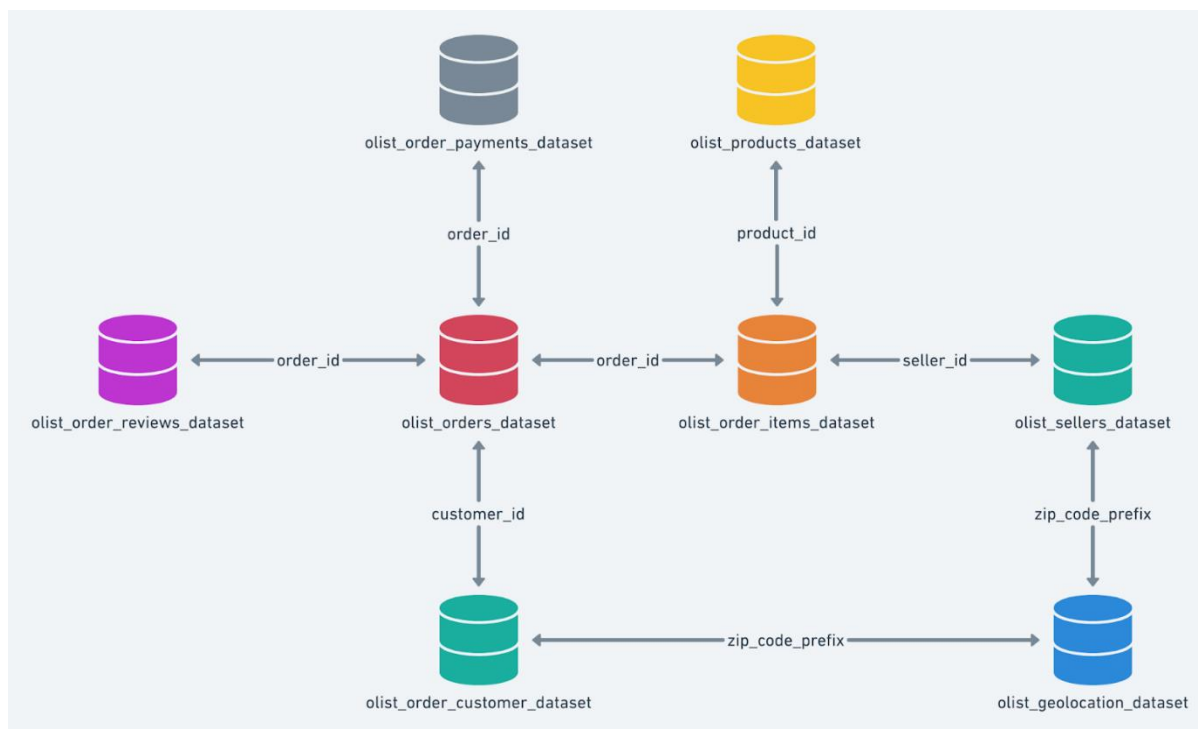 olist_order_payments_dataset
olist_products_dataset
order_id
product_id
order_id
order_id
seller_id
olist_order_reviews_dataset
olist_orders_dataset
olist_order_items_dataset
olist_sellers_dataset
customer_id
zip_code_prefix
zip_code_prefix
olist_order_customer_dataset
olist_geolocation_dataset